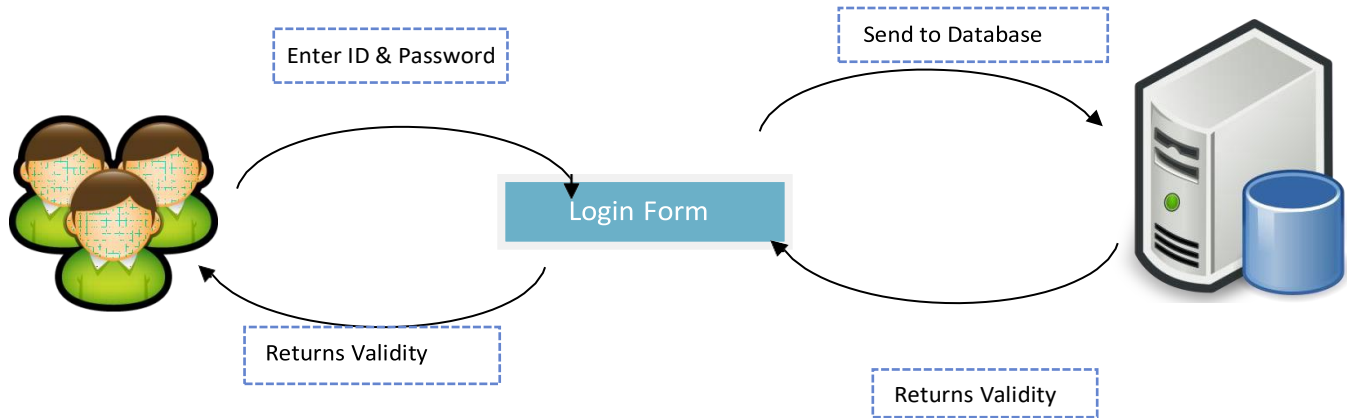 Enter ID & Password
Send to Database
Login Form
Returns Validity
Returns Validity